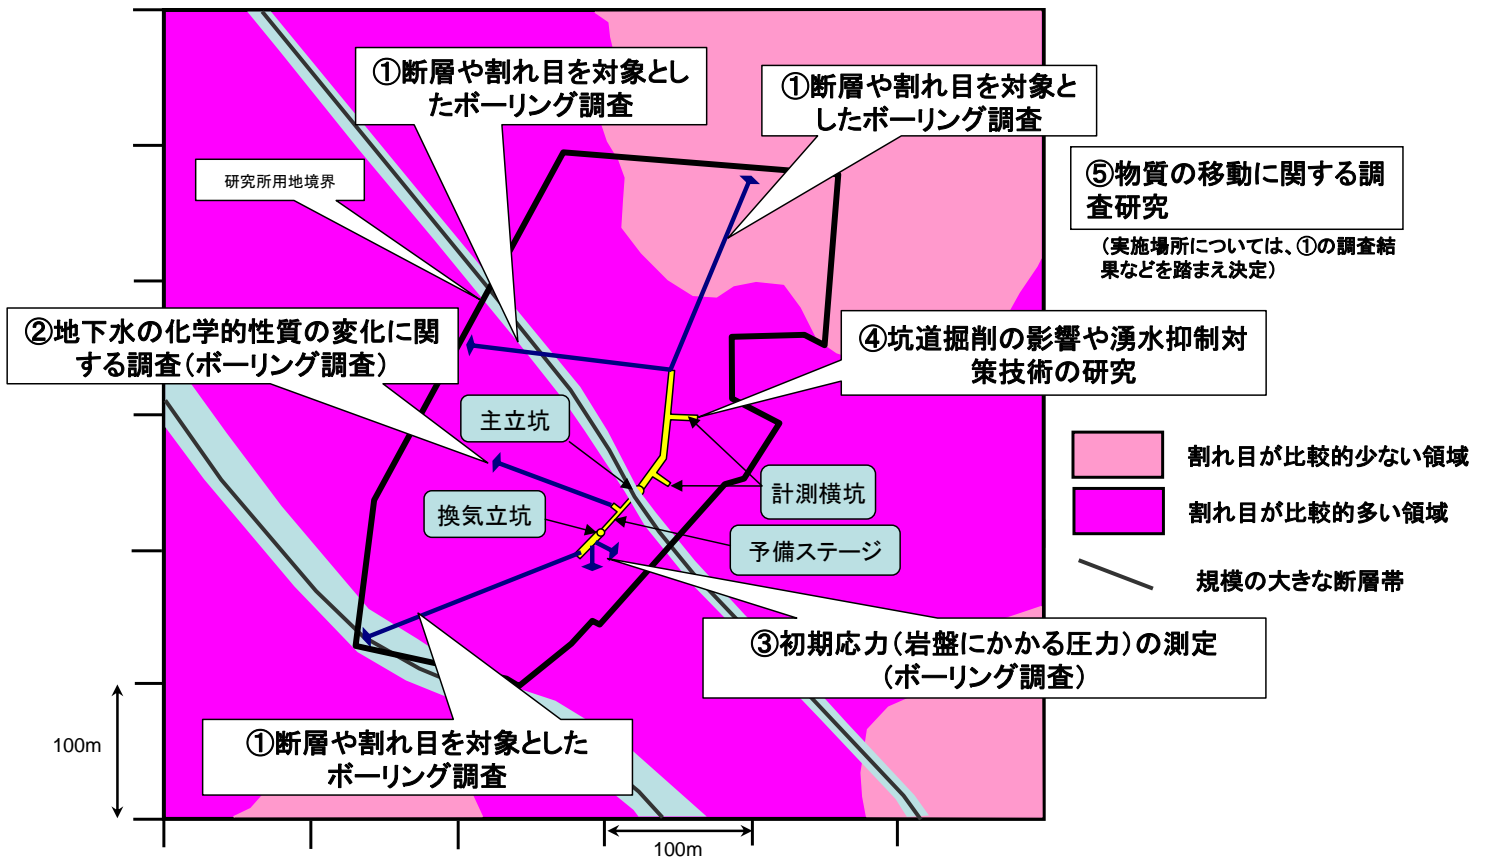 ①断層や割れ目を対象とし
たボーリング調査
①断層や割れ目を対象と
したボーリング調査
研究所用地境界
⑤物質の移動に関する調
査研究
（実施場所については、①の調査結
果などを踏まえ決定）
②地下水の化学的性質の変化に関
する調査（ボーリング調査）
④坑道掘削の影響や湧水抑制対
策技術の研究
主立坑
換気立坑
計測横坑
予備ステージ
割れ目が比較的少ない領域
割れ目が比較的多い領域
規模の大きな断層帯
③初期応力（岩盤にかかる圧力）の測定
（ボーリング調査）
①断層や割れ目を対象とした
ボーリング調査
100m
100m